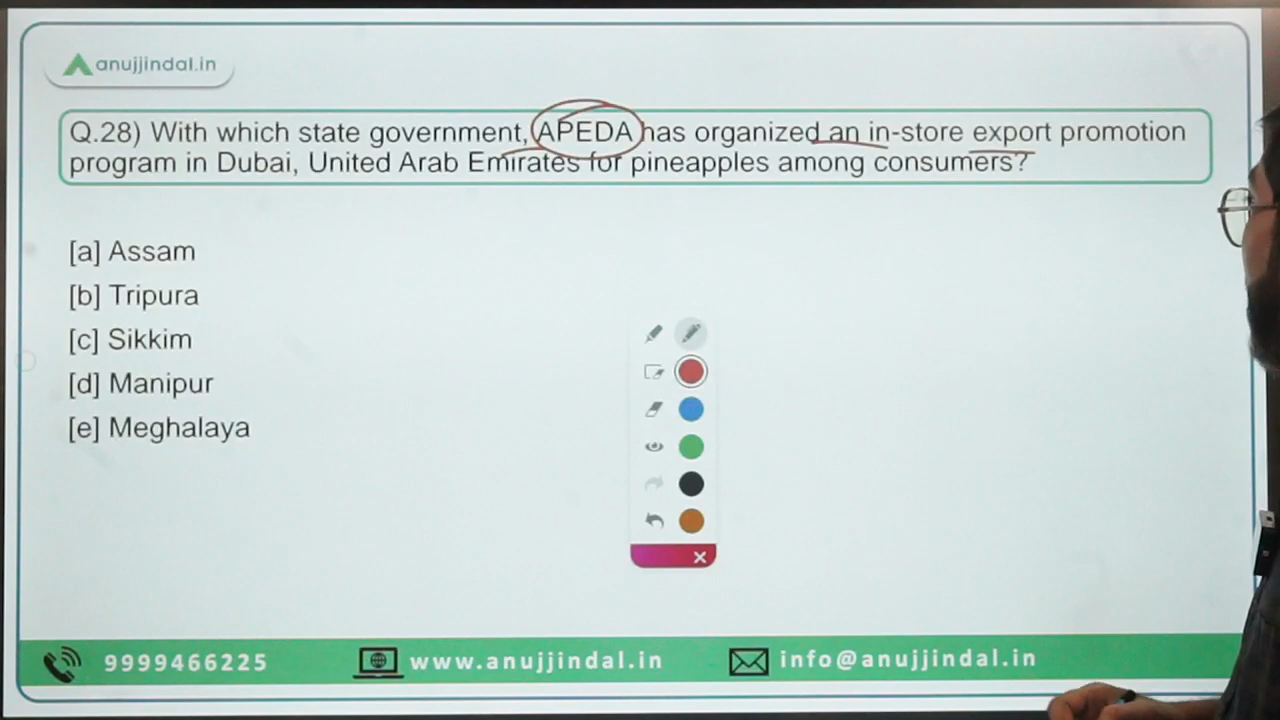 anujjindal.in
Q.28) With which state government, APEDA has organized an in-store export promotion
program in Dubai, United Arab Emirates for pineapples among consumers?
[a] Assam
[b] Tripura
[c] Sikkim
[d] Manipur
[e] Meghalaya
9999466225 www.anujjindal.in info@anujjindal.in